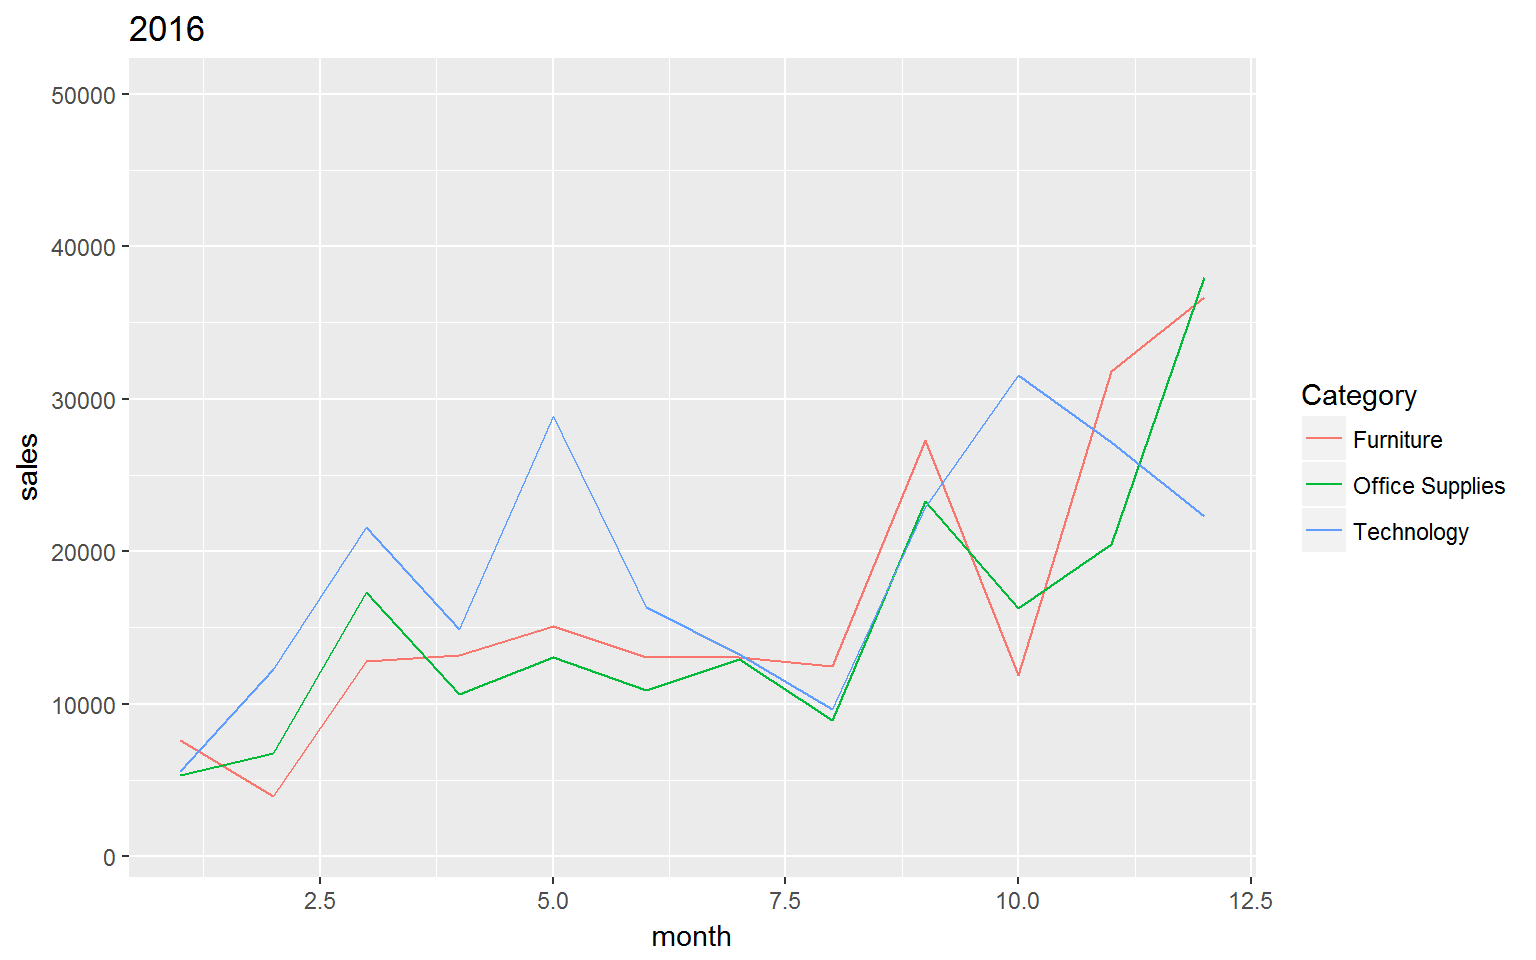 2016
50000
40000
30000
20000
10000
0
sales
2.5 5.0 7.5 10.0 12.5
month
Category
Furniture
Office Supplies
Technology